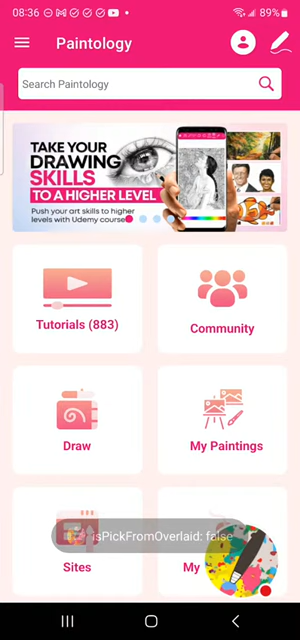 08:36
89%
Paintology
Search Paintology
TAKE YOUR
DRAWING
SKILLS
TO A HIGHER LEVEL
Push your art skills to higher
levels with Udemy course
Tutorials (883)
Community
Draw
My Paintings
isPickFromOverlaid: false
Sites
My